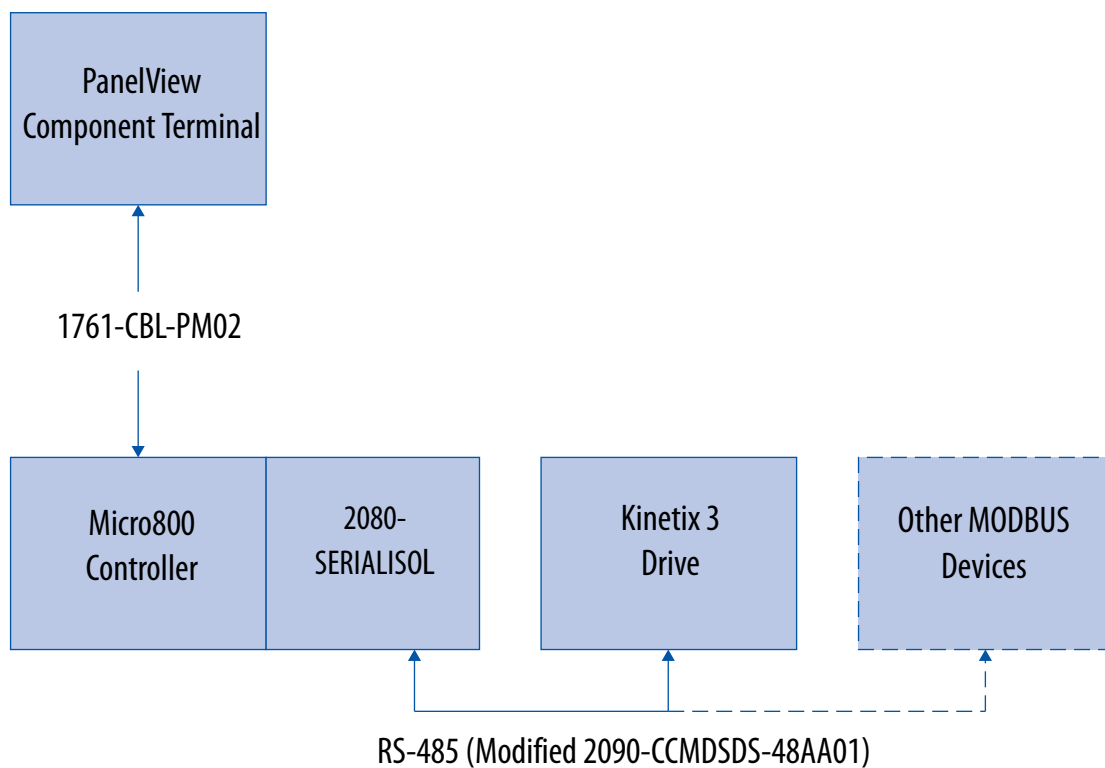 PanelView
Component Terminal
1761-CBL-PM02
Micro800
Controller
2080-
SERIALISOL
Kinetix 3
Drive
Other MODBUS
Devices
RS-485 (Modified 2090-CCMDSDS-48AA01)